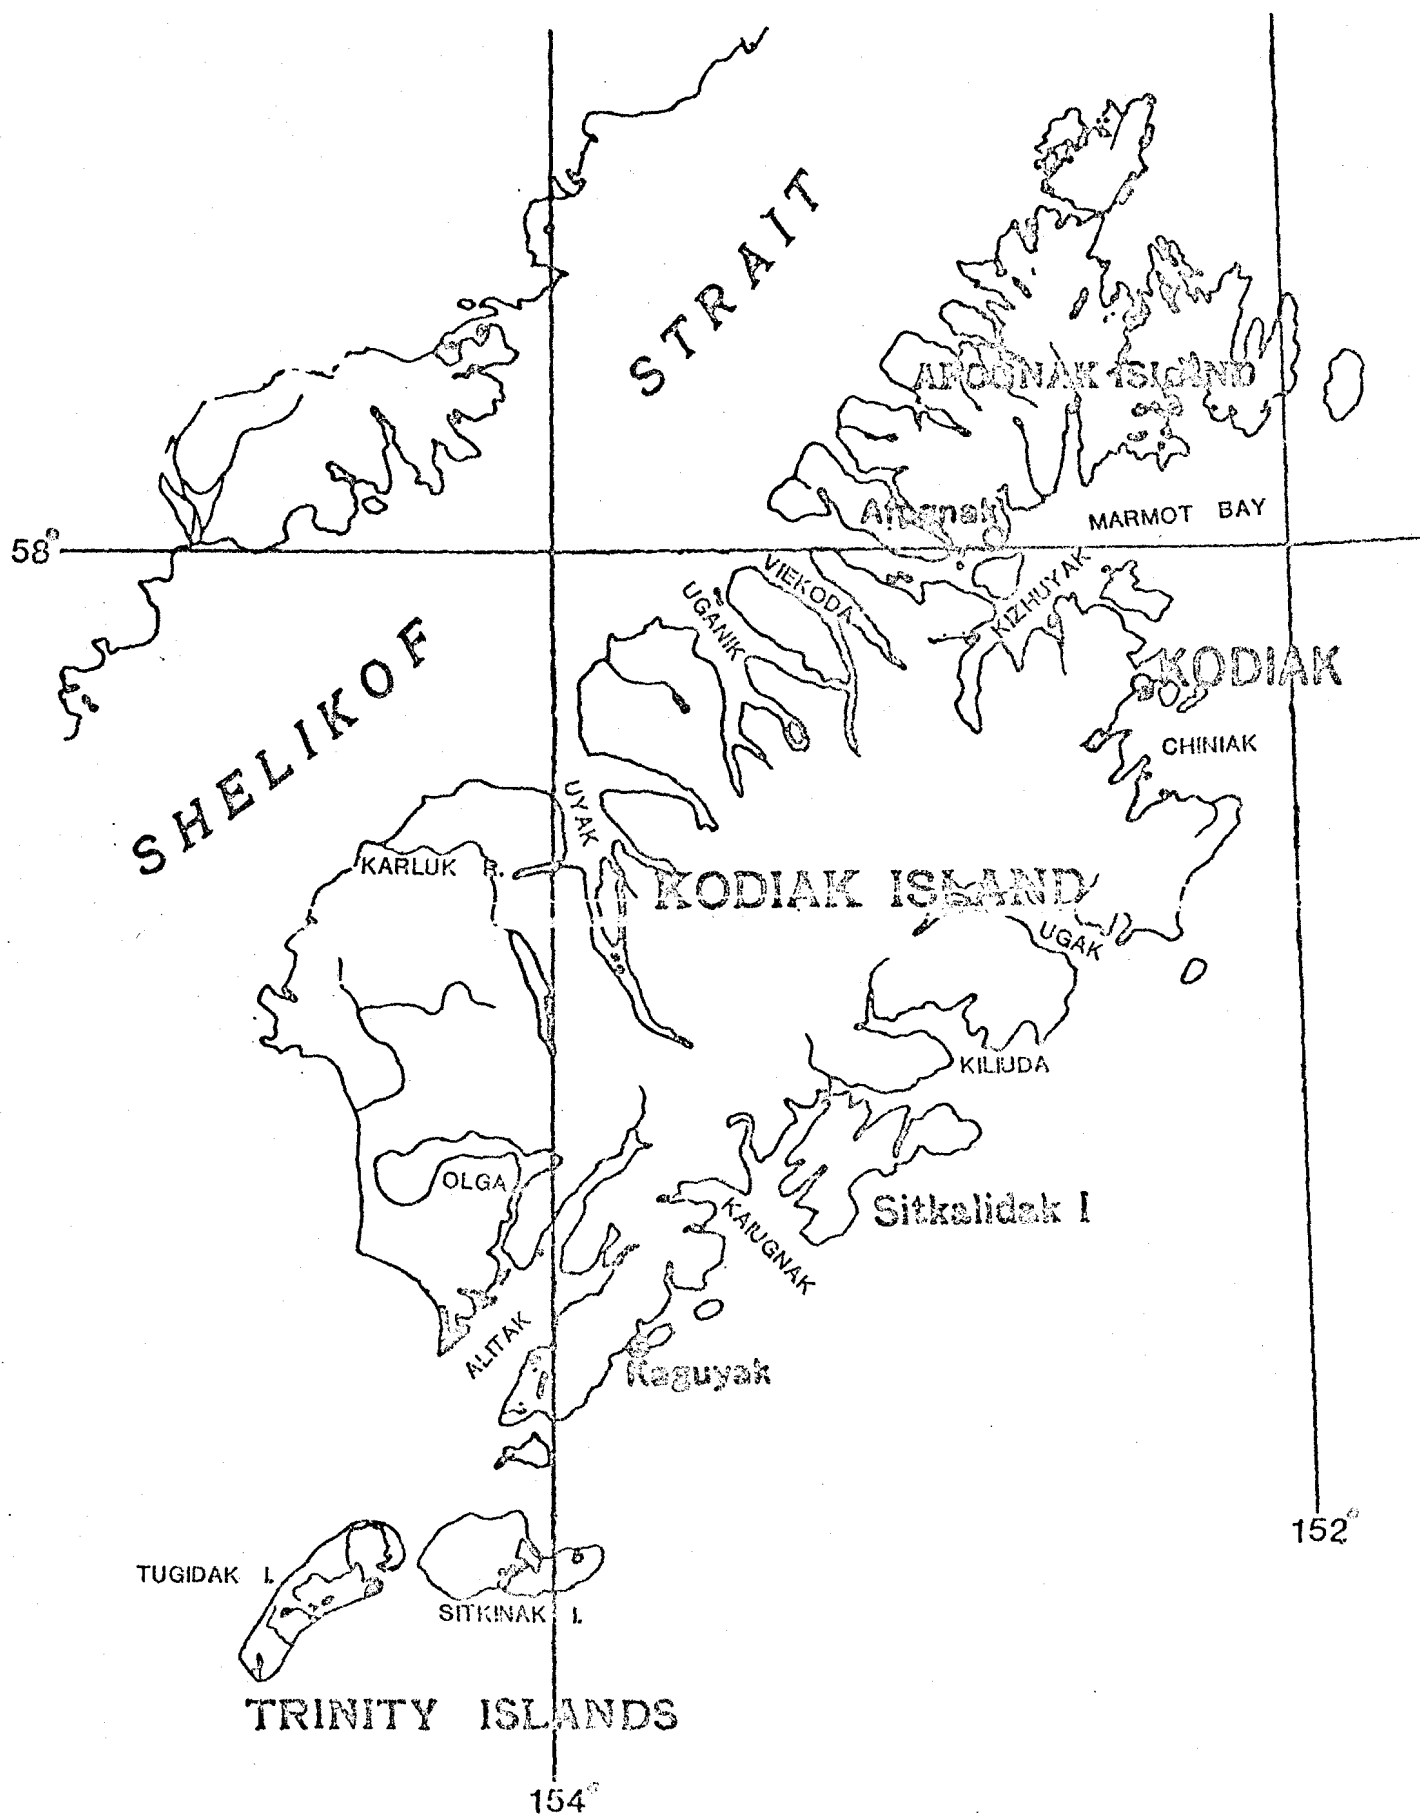 STRAIT
AFOGNAK ISLAND
Afognak
MARMOT BAY
58°
VIEKODA
UGANIK
KIZHUYAK
KODIAK
SHELIKOF
CHINIAK
UYAK
KARLUK R.
KODIAK ISLAND
UGAK
KILIUDA
OLGA
Sitkalidak I
KAIUGNAK
ALITAK
Kaguyak
152°
TUGIDAK I.
SITKINAK I.
TRINITY ISLANDS
154°